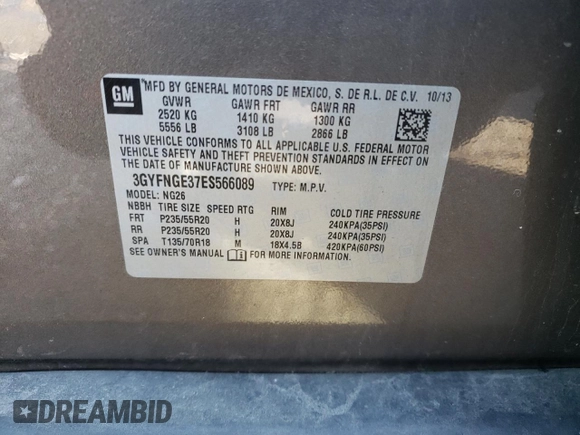 GM
MFD BY GENERAL MOTORS DE MEXICO, S. DE R.L. DE C.V. 10/13
GVWR GAWR FRT GAWR RR
2520 KG 1410 KG 1300 KG
5556 LB 3108 LB 2866 LB
THIS VEHICLE CONFORMS TO ALL APPLICABLE U.S. FEDERAL MOTOR
VEHICLE SAFETY AND THEFT PREVENTION STANDARDS IN EFFECT ON
THE DATE OF MANUFACTURE SHOWN ABOVE.
3GYFNGE37ES566089 TYPE: M.P.V.
MODEL: NG26
NBBH TIRE SIZE SPEED RTG RIM COLD TIRE PRESSURE
FRT P235/55R20 H 20X8J 240KPA(35PSI)
RR P235/55R20 H 20X8J 240KPA(35PSI)
SPA T135/70R18 M 18X4.5B 420KPA(60PSI)
SEE OWNER'S MANUAL FOR MORE INFORMATION.
DREAMBID